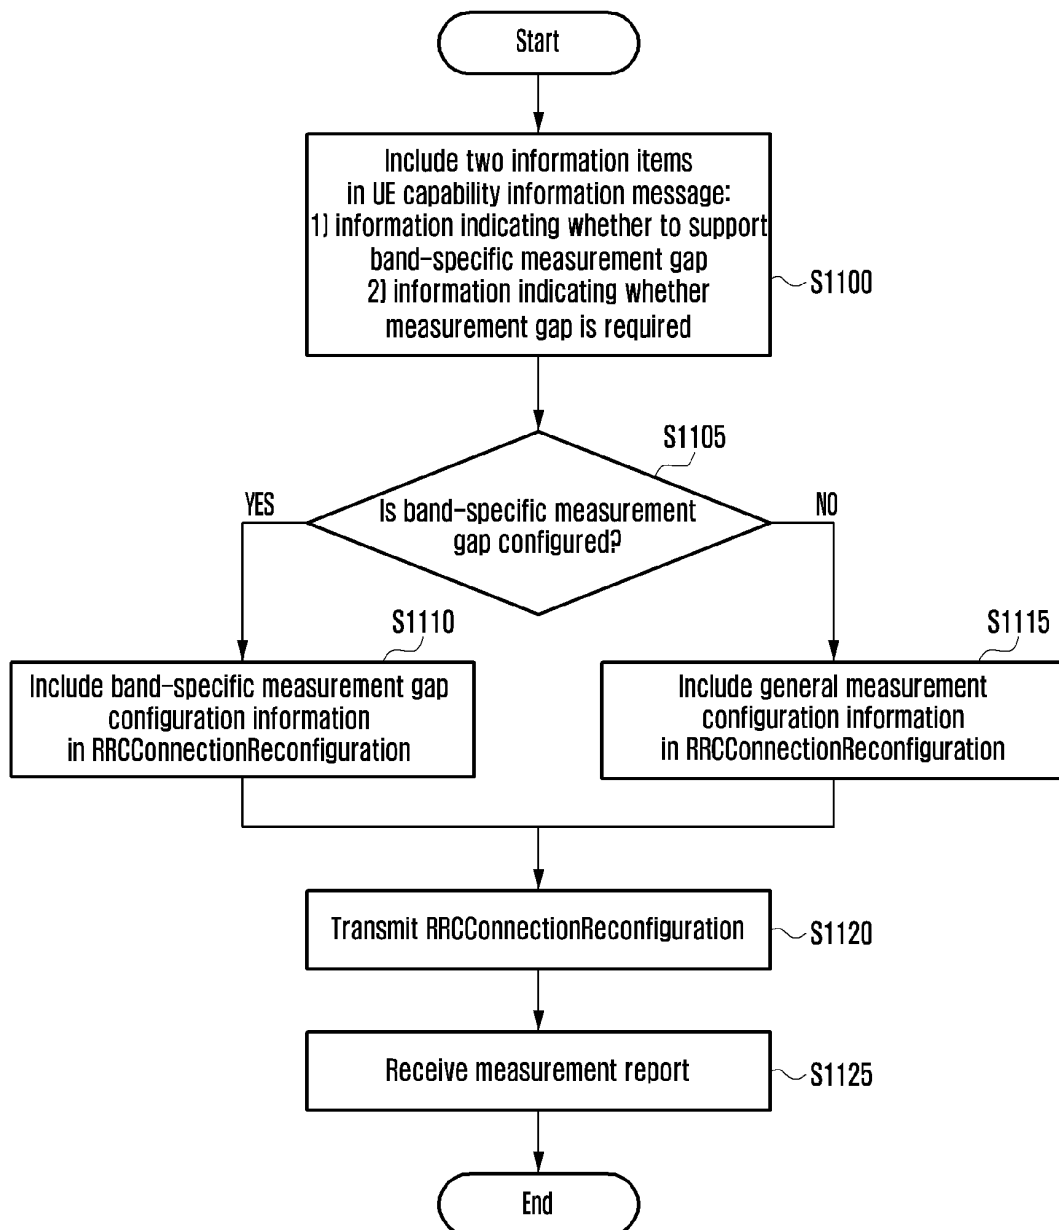 Start
Include two information items
in UE capability information message:
1) information indicating whether to support
band-specific measurement gap
2) information indicating whether
measurement gap is required
S1100
S1105
YES
Is band-specific measurement
gap configured?
NO
S1110
Include band-specific measurement gap
configuration information
in RRCConnectionReconfiguration
S1115
Include general measurement
configuration information
in RRCConnectionReconfiguration
Transmit RRCConnectionReconfiguration
S1120
Receive measurement report
S1125
End